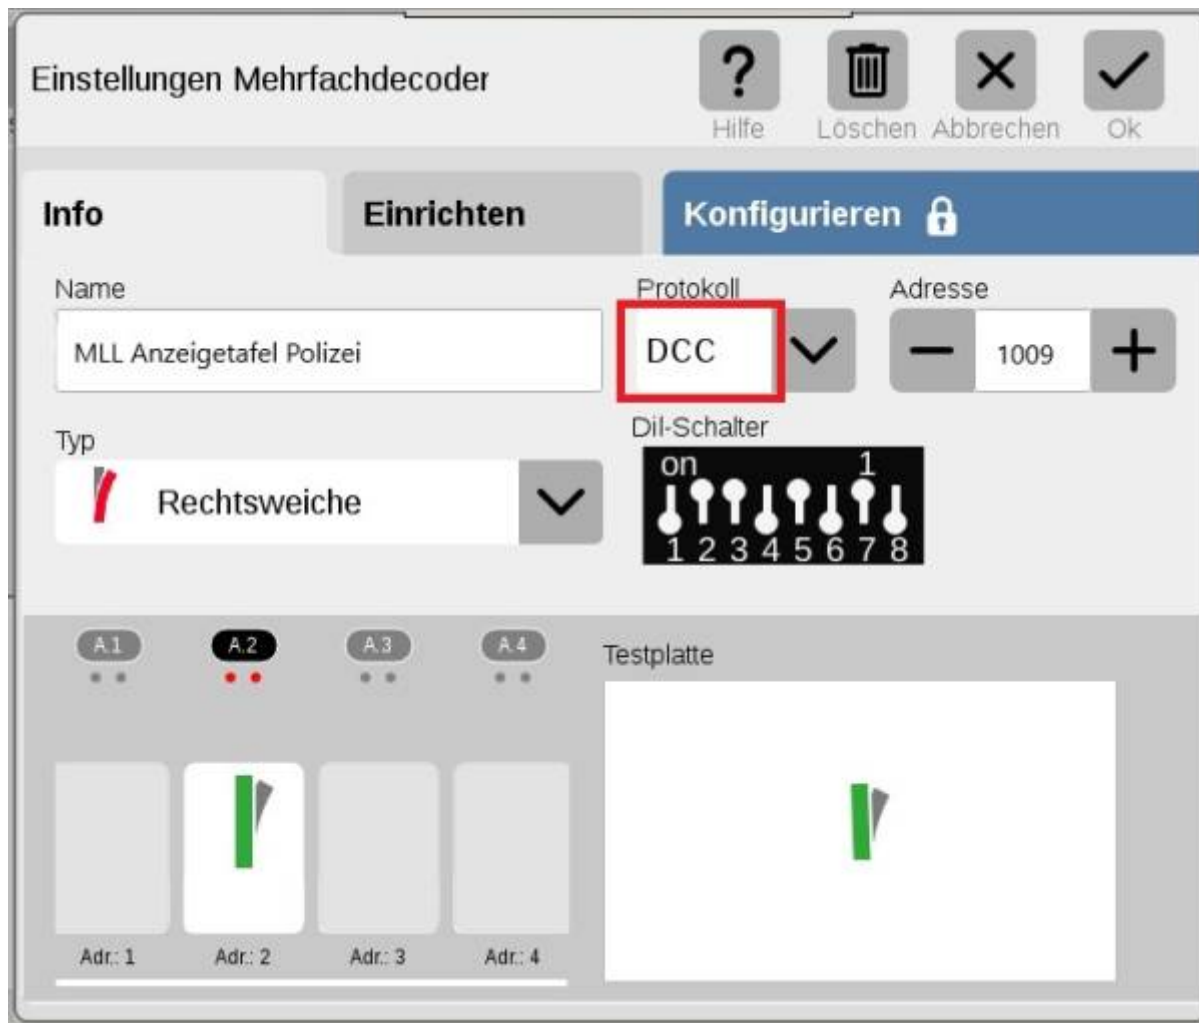 Einstellungen Mehrfachdecoder
?
Hilfe Löschen Abbrechen Ok
Info Einrichten Konfigurieren
Name Protokoll Adresse
MLL Anzeigetafel Polizei DCC 1009
Typ Dil-Schalter
Rechtsweiche
on 1
1 2 3 4 5 6 7 8
A.1 A.2 A.3 A.4
Testplatte
Adr.: 1 Adr.: 2 Adr.: 3 Adr.: 4